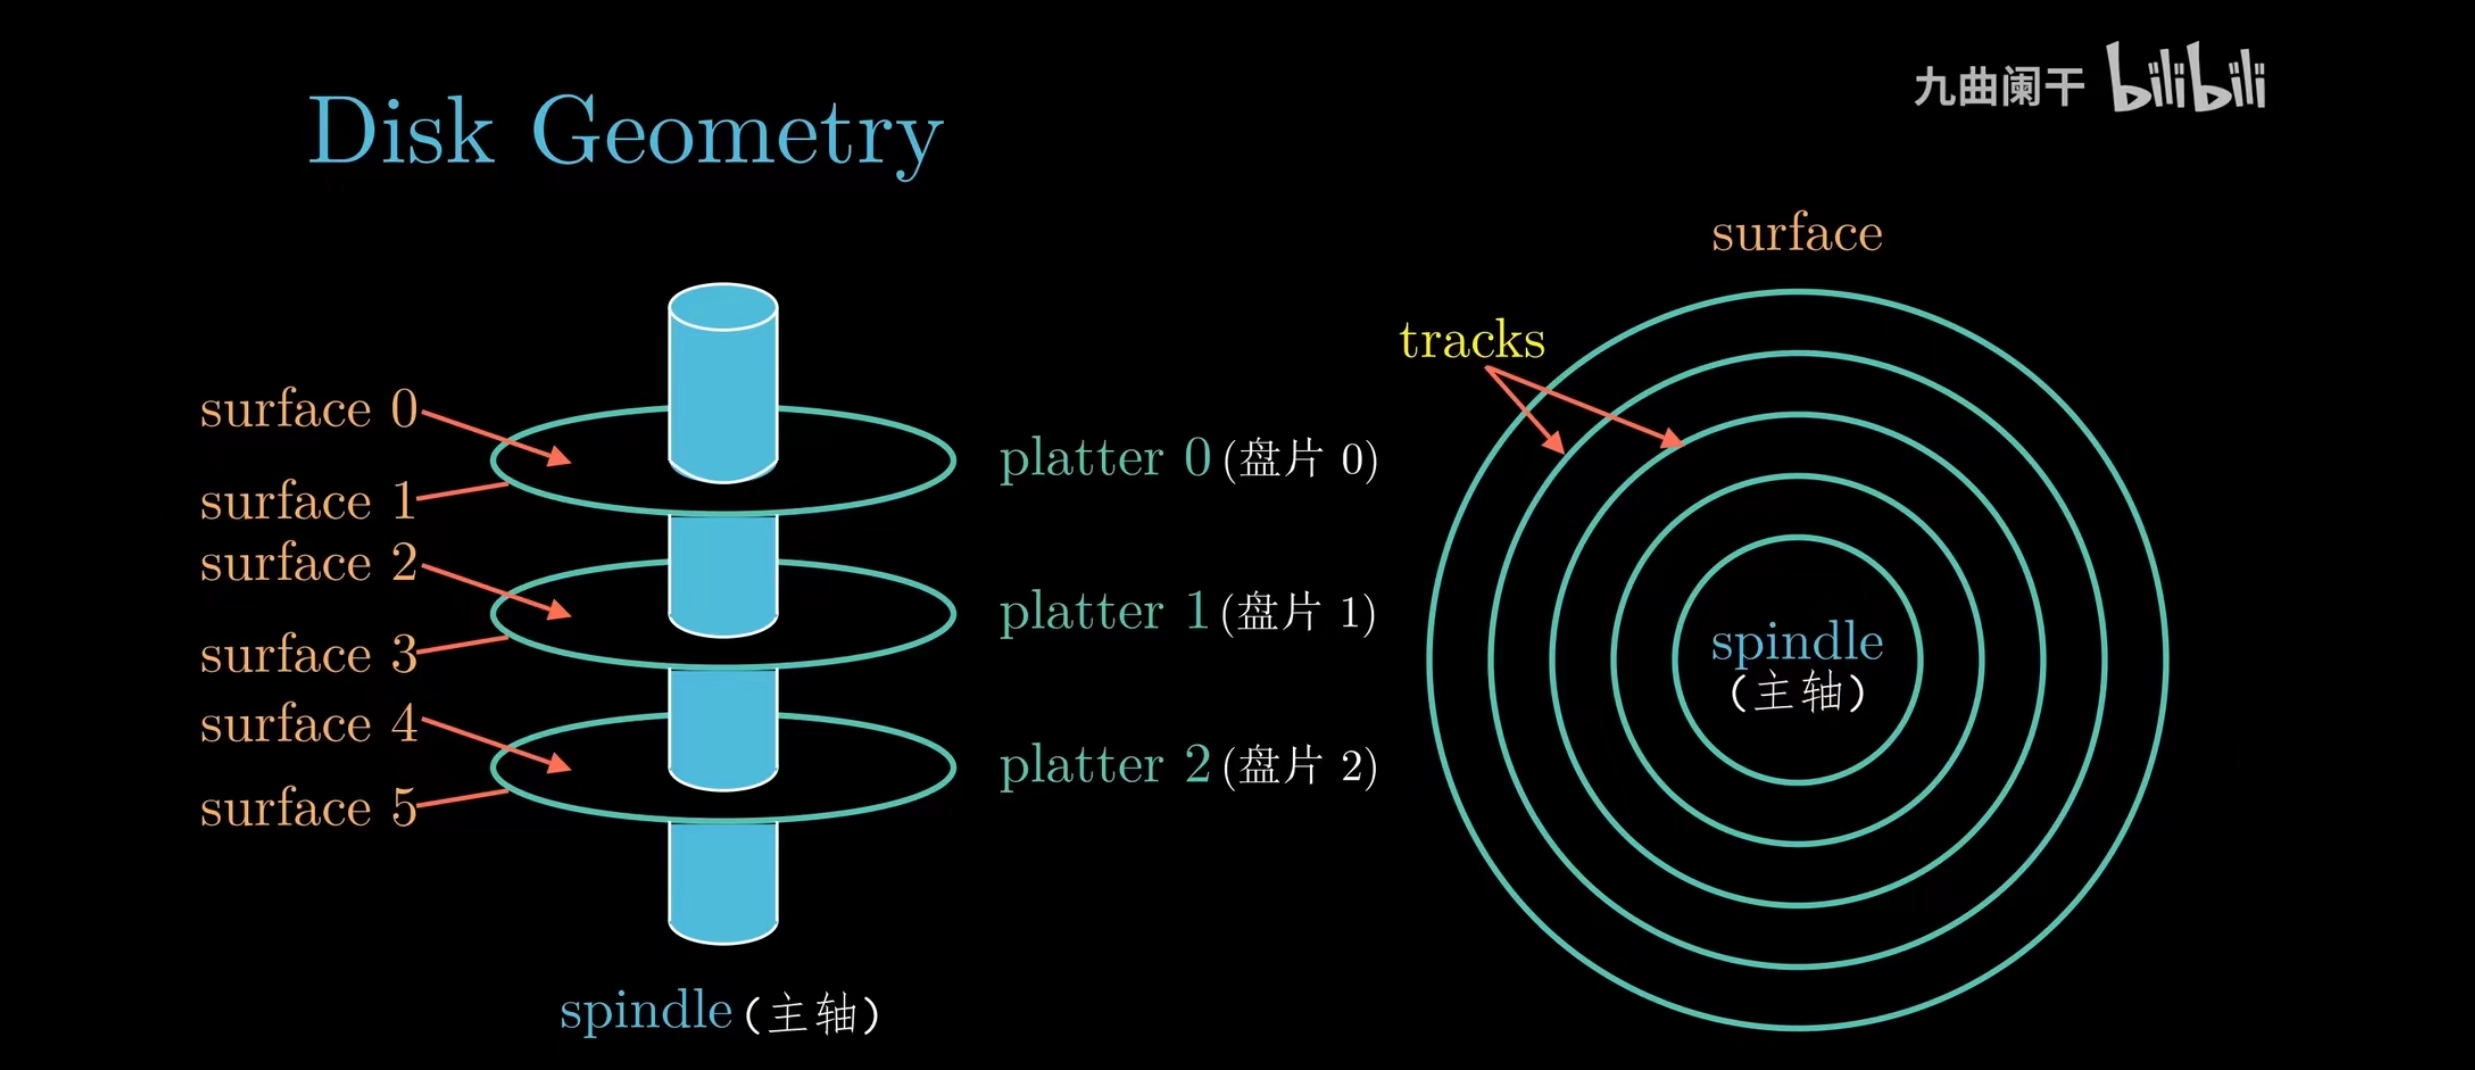 Disk Geometry
九曲阑干 bilibili
surface 0
surface 1
surface 2
surface 3
surface 4
surface 5
platter 0 (盘片 0)
platter 1 (盘片 1)
platter 2 (盘片 2)
spindle (主轴)
surface
tracks
spindle
(主轴)